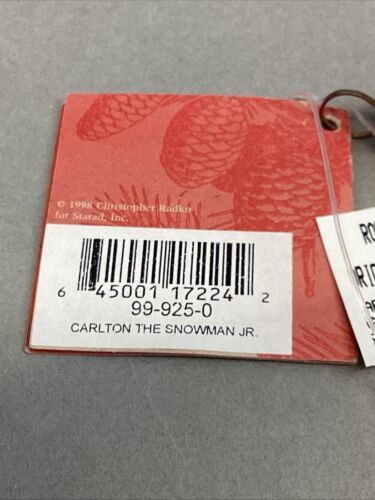 © 1998 Christopher Radko
for Starad, Inc.
6 45001 17224 2
99-925-0
CARLTON THE SNOWMAN JR.